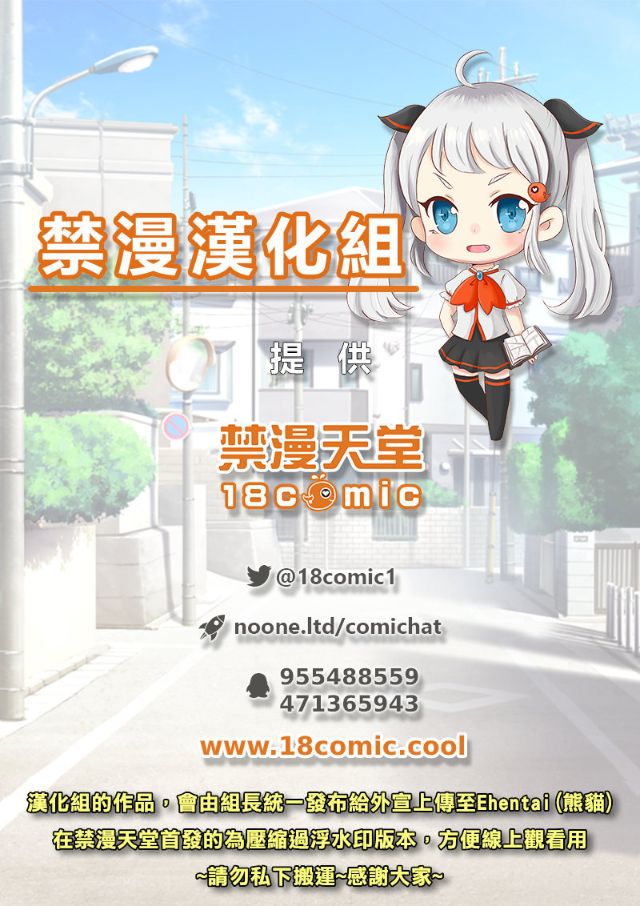 禁漫漢化組
提供
禁漫天堂
18comic
@18comic1
noone.ltd/comichat
955488559
471365943
www.18comic.cool
漢化組的作品，會由組長統一發布給外宣上傳至Ehentai(熊貓)
在禁漫天堂首發的為壓縮過浮水印版本，方便線上觀看用
~請勿私下搬運~感謝大家~